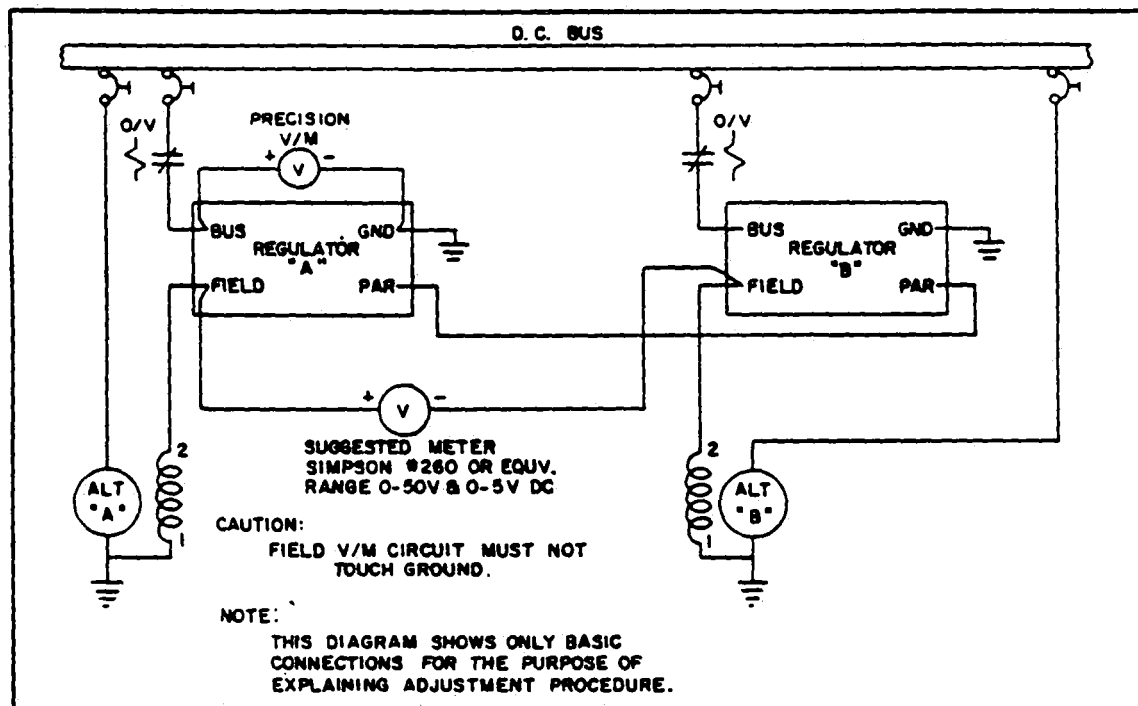 D.C. BUS
O/V
PRECISION
V/M
+ V -
O/V
BUS GND
REGULATOR
"A"
FIELD PAR
BUS GND
REGULATOR
"B"
FIELD PAR
+ V -
SUGGESTED METER
SIMPSON #260 OR EQUV.
RANGE 0-50V & 0-5V DC
ALT
"A"
2
1
2
1
ALT
"B"
CAUTION:
FIELD V/M CIRCUIT MUST NOT
TOUCH GROUND.
NOTE:
THIS DIAGRAM SHOWS ONLY BASIC
CONNECTIONS FOR THE PURPOSE OF
EXPLAINING ADJUSTMENT PROCEDURE.